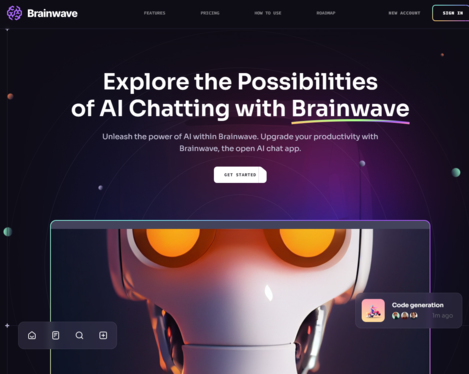 Brainwave
FEATURES PRICING HOW TO USE ROADMAP NEW ACCOUNT SIGN IN
Explore the Possibilities
of AI Chatting with Brainwave
Unleash the power of AI within Brainwave. Upgrade your productivity with
Brainwave, the open AI chat app.
GET STARTED
Code generation
1m ago